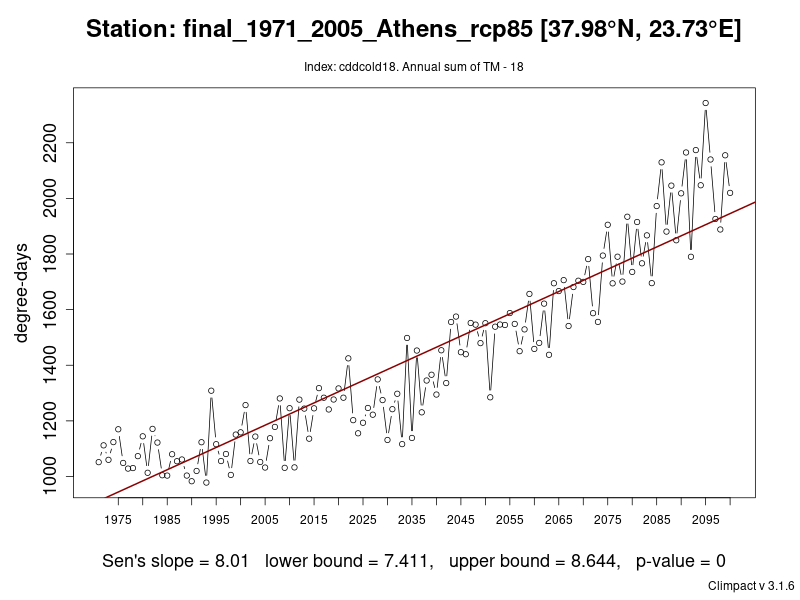 Station: final_1971_2005_Athens_rcp85 [37.98°N, 23.73°E]
Index: cddcold18. Annual sum of TM - 18
degree-days
2200
2000
1800
1600
1400
1200
1000
1975 1985 1995 2005 2015 2025 2035 2045 2055 2065 2075 2085 2095
Sen's slope = 8.01 lower bound = 7.411, upper bound = 8.644, p-value = 0
Climpact v 3.1.6